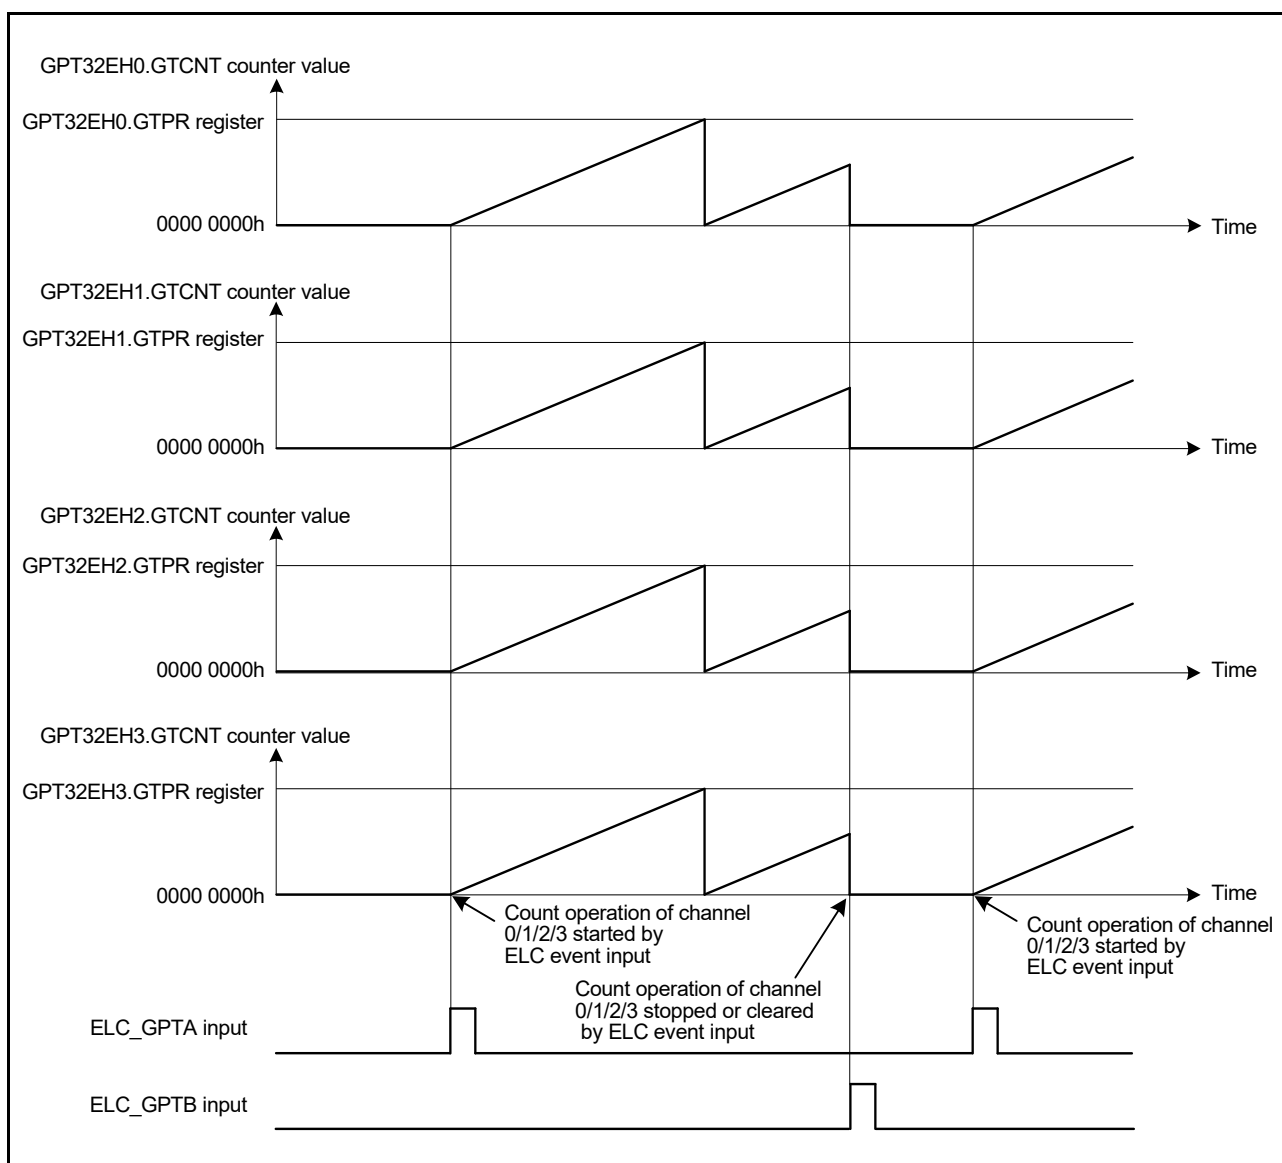 GPT32EH0.GTCNT counter value
GPT32EH0.GTPR register
0000 0000h
Time
GPT32EH1.GTCNT counter value
GPT32EH1.GTPR register
0000 0000h
Time
GPT32EH2.GTCNT counter value
GPT32EH2.GTPR register
0000 0000h
Time
GPT32EH3.GTCNT counter value
GPT32EH3.GTPR register
0000 0000h
Time
Count operation of channel
0/1/2/3 started by
ELC event input
Count operation of channel
0/1/2/3 stopped or cleared
by ELC event input
Count operation of channel
0/1/2/3 started by
ELC event input
ELC_GPTA input
ELC_GPTB input